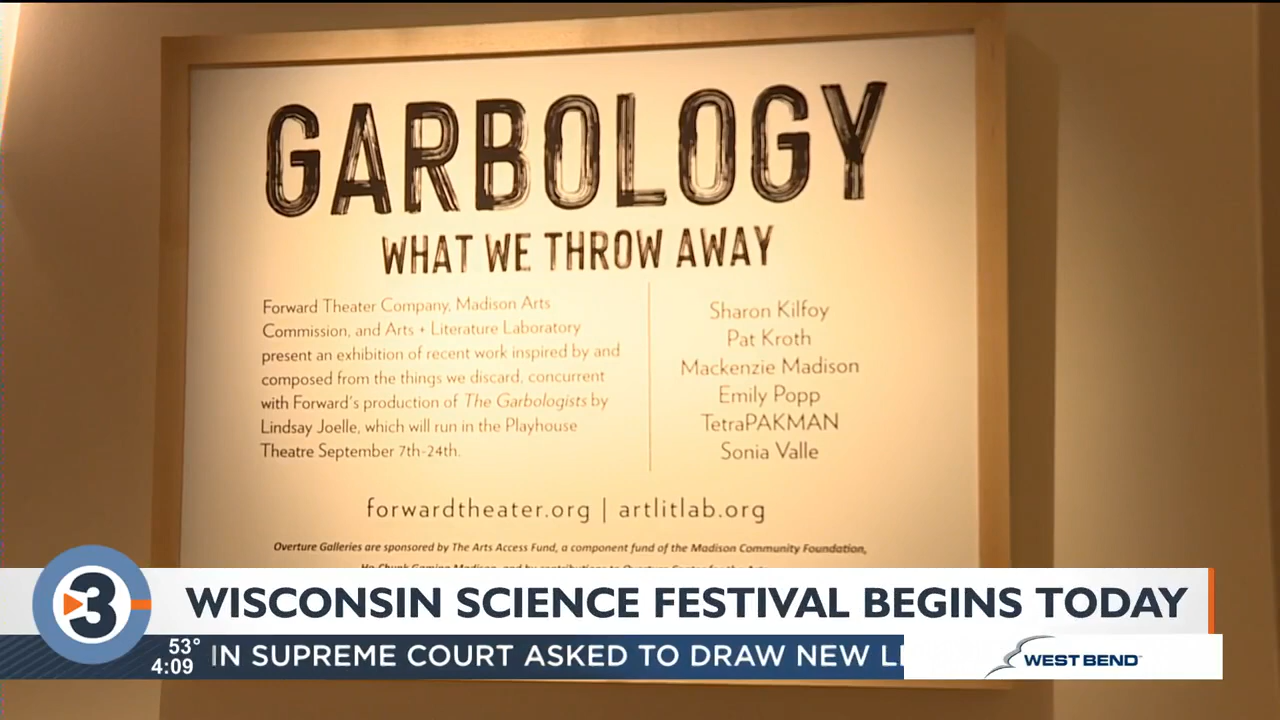 GARBOLOGY
WHAT WE THROW AWAY
Forward Theater Company, Madison Arts
Commission, and Arts + Literature Laboratory
present an exhibition of recent work inspired by and
composed from the things we discard, concurrent
with Forward's production of The Garbologists by
Lindsay Joelle, which will run in the Playhouse
Theatre September 7th-24th.
Sharon Kilfoy
Pat Kroth
Mackenzie Madison
Emily Popp
TetraPAKMAN
Sonia Valle
forwardtheater.org | artlitlab.org
Overture Galleries are sponsored by The Arts Access Fund, a component fund of the Madison Community Foundation,
3
WISCONSIN SCIENCE FESTIVAL BEGINS TODAY
53°
4:09
IN SUPREME COURT ASKED TO DRAW NEW
WEST BEND